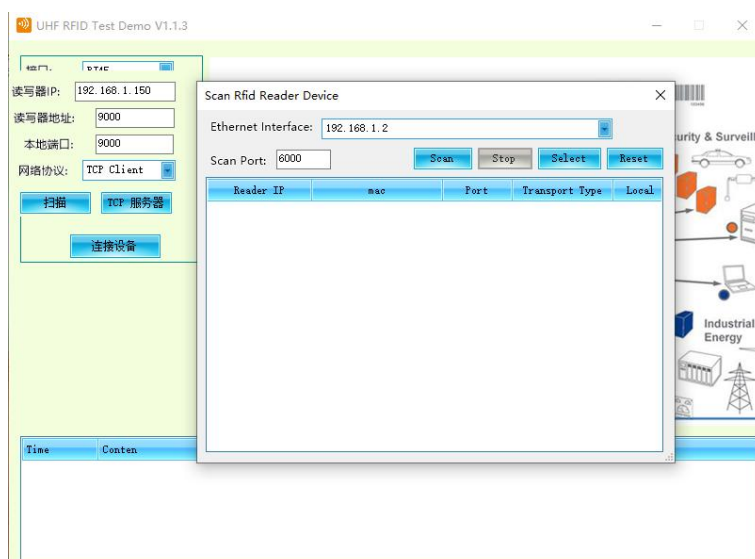 UHF RFID Test Demo V1.1.3
接口: RJ45
读写器IP: 192.168.1.150
读写器地址: 9000
本地端口: 9000
网络协议: TCP Client
扫描 TCP 服务器
连接设备
Scan Rfid Reader Device
Ethernet Interface: 192.168.1.2
Scan Port: 6000 Scan Stop Select Reset
Reader IP mac Port Transport Type Local
urity & Surveill
Industrial
Energy
Time Conten